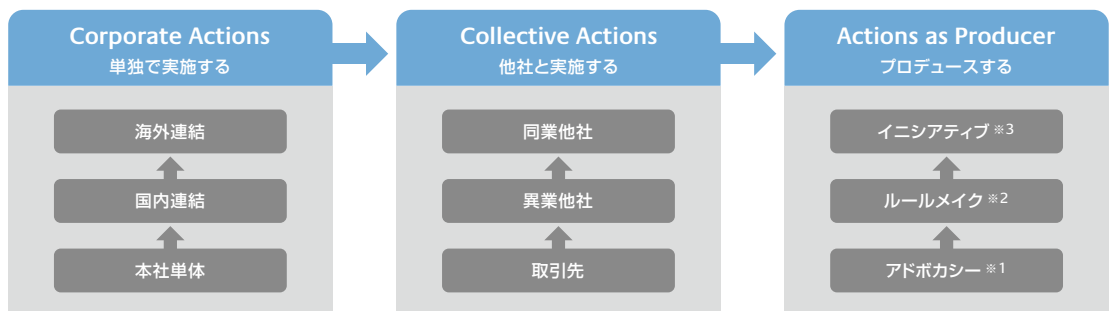 Corporate Actions
単独で実施する
海外連結
国内連結
本社単体
Collective Actions
他社と実施する
同業他社
異業他社
取引先
Actions as Producer
プロデュースする
イニシアティブ ※3
ルールメイク ※2
アドボカシー ※1